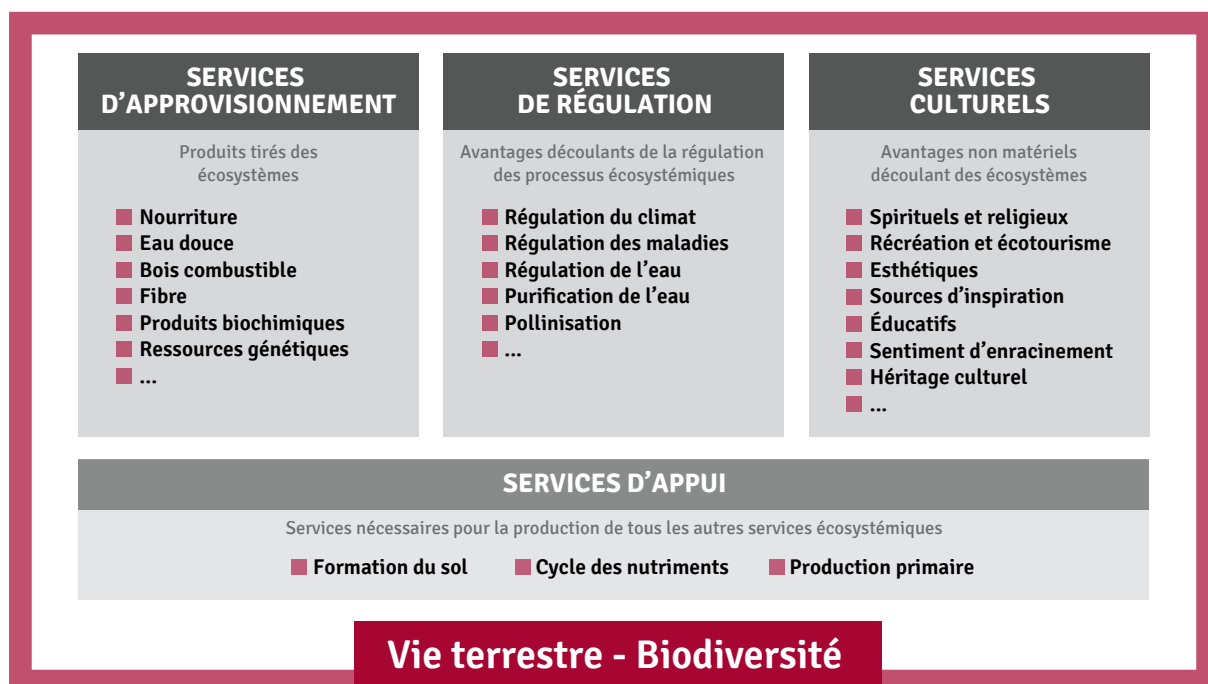 SERVICES
D'APPROVISIONNEMENT
Produits tirés des
écosystèmes
Nourriture
Eau douce
Bois combustible
Fibre
Produits biochimiques
Ressources génétiques
...
SERVICES
DE RÉGULATION
Avantages découlants de la régulation
des processus écosystémiques
Régulation du climat
Régulation des maladies
Régulation de l'eau
Purification de l'eau
Pollinisation
...
SERVICES
CULTURELS
Avantages non matériels
découlant des écosystèmes
Spirituels et religieux
Récréation et écotourisme
Esthétiques
Sources d'inspiration
Éducatifs
Sentiment d'enracinement
Héritage culturel
...
SERVICES D'APPUI
Services nécessaires pour la production de tous les autres services écosystémiques
Formation du sol
Cycle des nutriments
Production primaire
Vie terrestre - Biodiversité